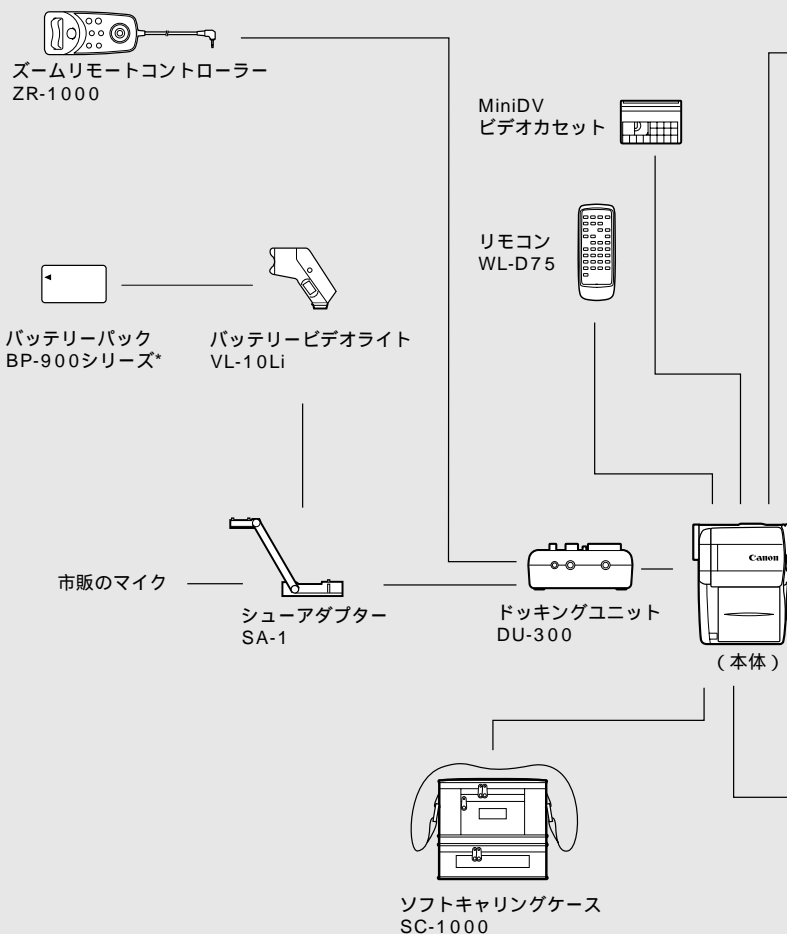 ズームリモートコントローラー
ZR-1000
MiniDV
ビデオカセット
リモコン
WL-D75
バッテリーパック
BP-900シリーズ*
バッテリービデオライト
VL-10Li
市販のマイク
シューアダプター
SA-1
ドッキングユニット
DU-300
Canon
（本体）
ソフトキャリングケース
SC-1000